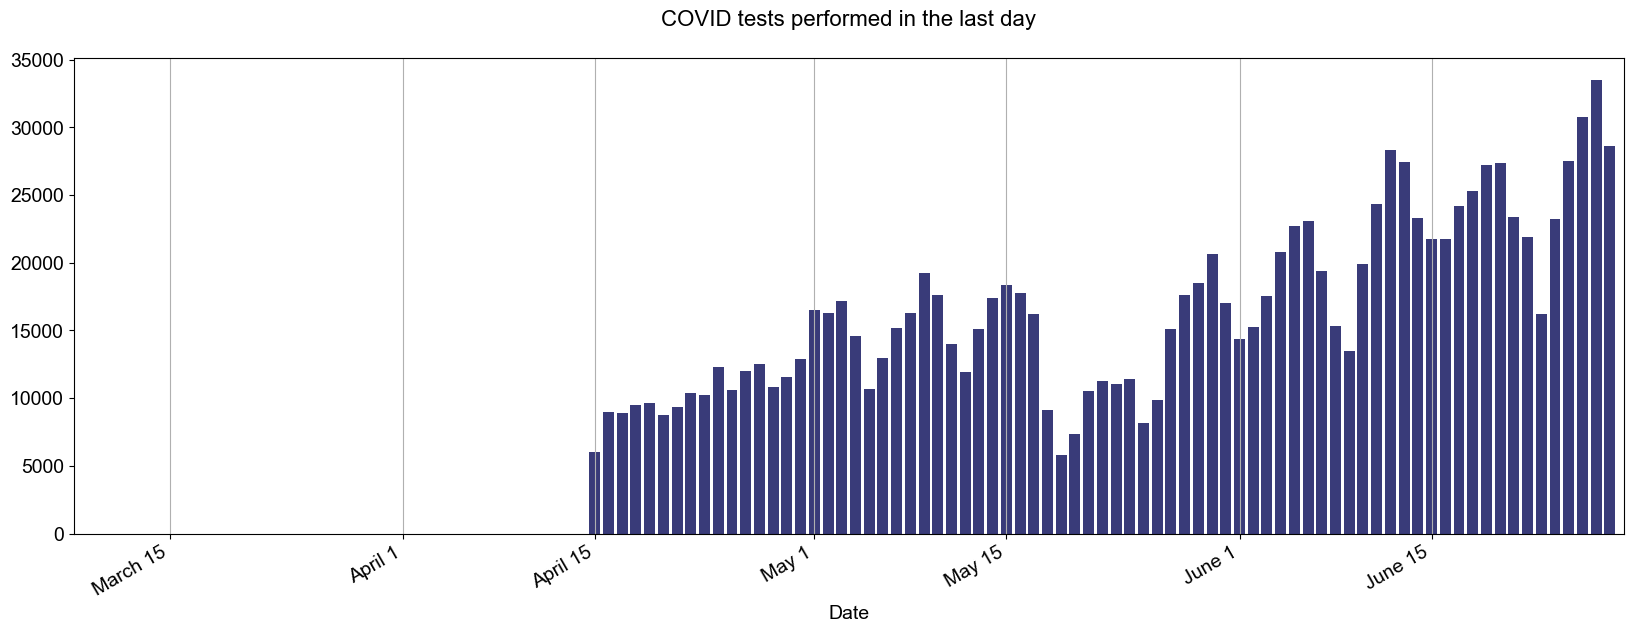 COVID tests performed in the last day
35000
30000
25000
20000
15000
10000
5000
0
March 15
April 1
April 15
May 1
May 15
June 1
June 15
Date